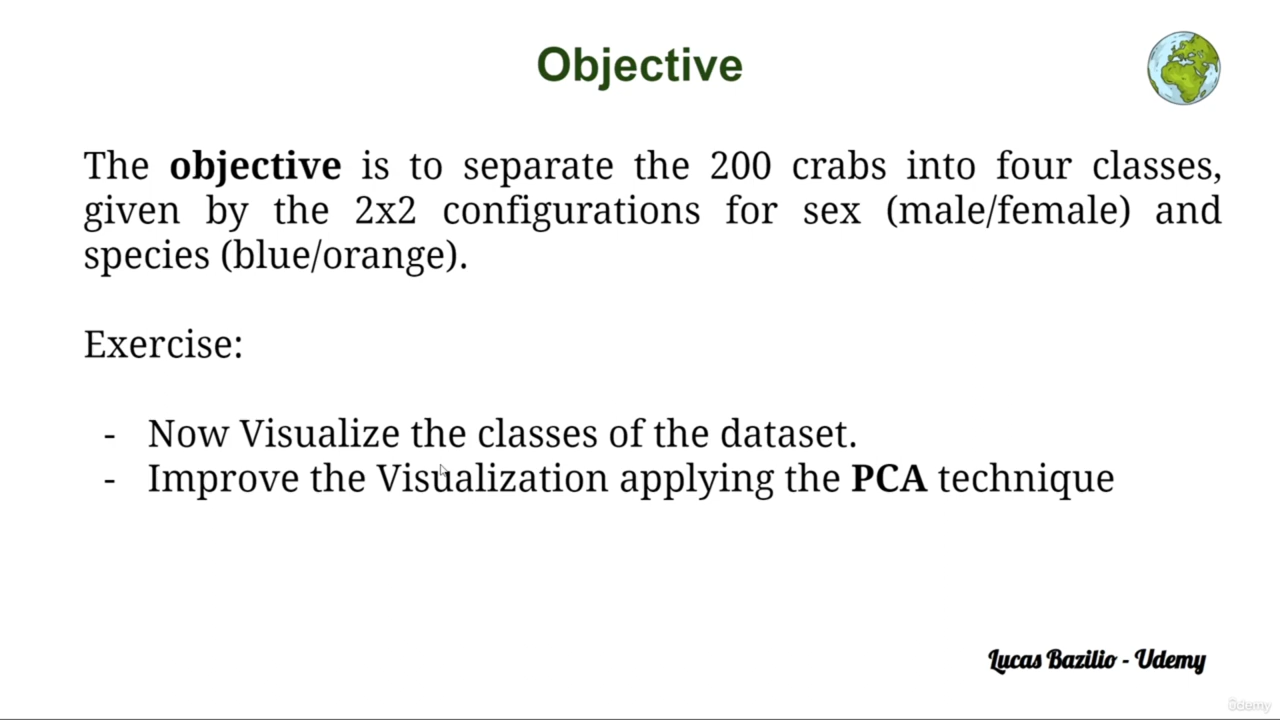 Objective
The objective is to separate the 200 crabs into four classes,
given by the 2x2 configurations for sex (male/female) and
species (blue/orange).
Exercise:
- Now Visualize the classes of the dataset.
- Improve the Visualization applying the PCA technique
Lucas Bazilio - Udemy
ûdemy